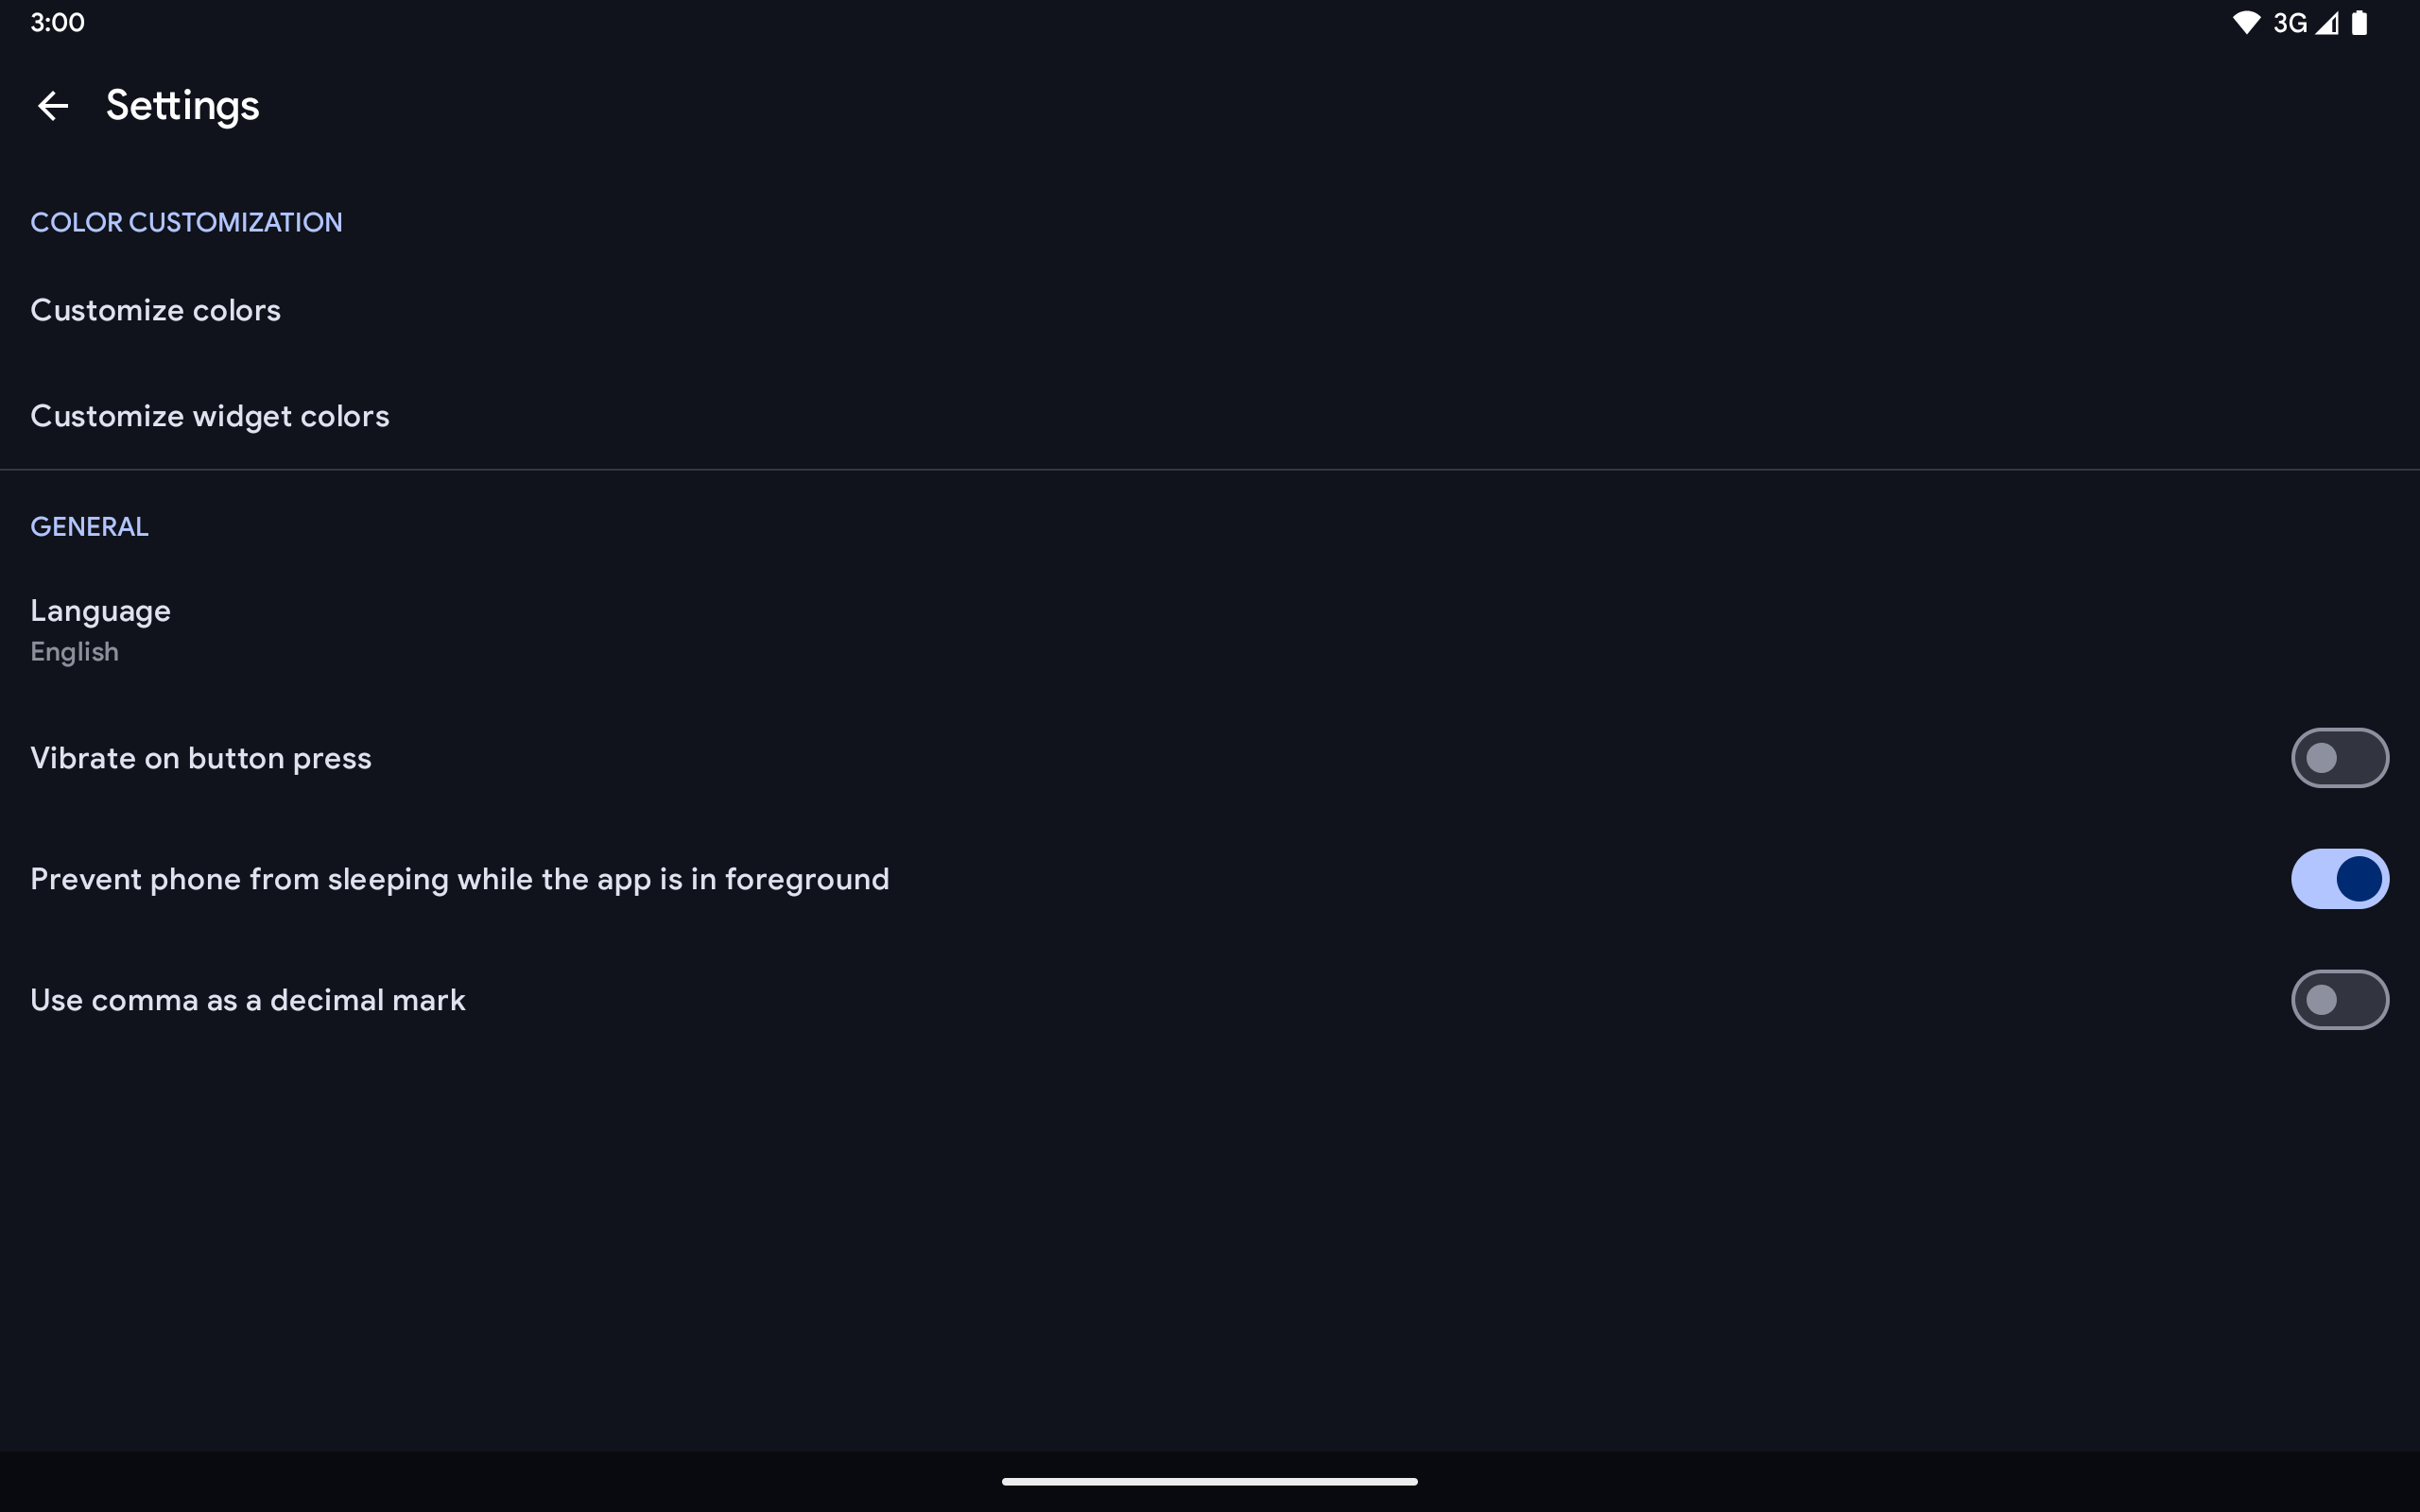 3:00
3G
Settings
COLOR CUSTOMIZATION
Customize colors
Customize widget colors
GENERAL
Language
English
Vibrate on button press
Prevent phone from sleeping while the app is in foreground
Use comma as a decimal mark